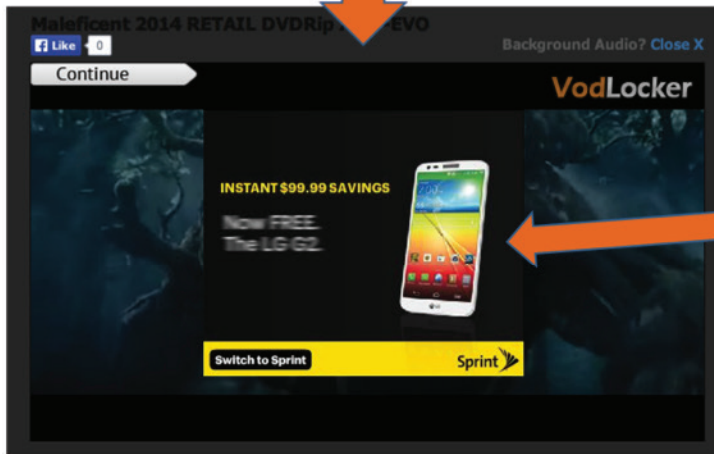 Maleficent 2014 RETAIL DVDRip
EVO
Like 0
Background Audio? Close X
Continue
VodLocker
INSTANT $99.99 SAVINGS
Now FREE.
The LG G2.
LG
Switch to Sprint
Sprint